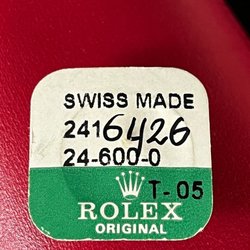 SWISS MADE
2416426
24-600-0
T-05
ROLEX
ORIGINAL